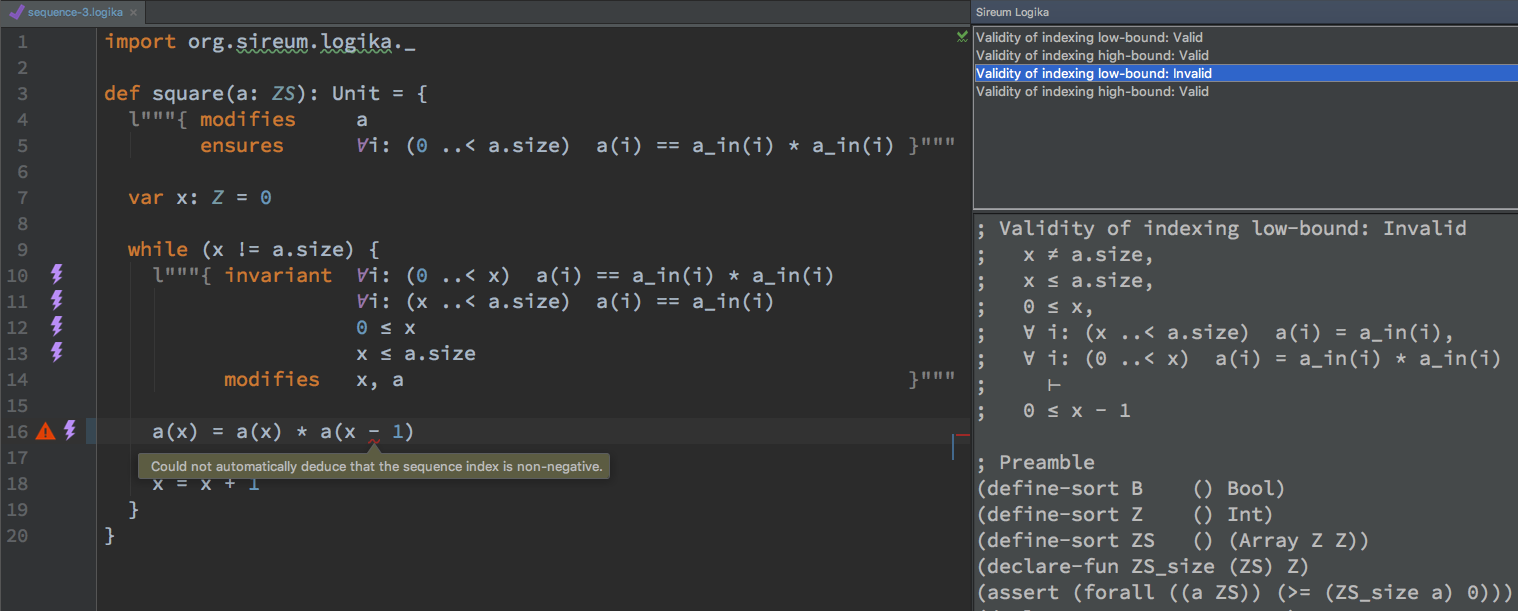 sequence-3.logika ×
1 import org.sireum.logika._
2
3 def square(a: ZS): Unit = {
4 l"""{ modifies a
5 ensures ∀i: (0 ..< a.size) a(i) == a_in(i) * a_in(i) }"""
6
7 var x: Z = 0
8
9 while (x != a.size) {
10 l"""{ invariant ∀i: (0 ..< x) a(i) == a_in(i) * a_in(i)
11 ∀i: (x ..< a.size) a(i) == a_in(i)
12 0 ≤ x
13 x ≤ a.size
14 modifies x, a }"""
15
16 a(x) = a(x) * a(x - 1)
17
Could not automatically deduce that the sequence index is non-negative.
18 x = x + 1
19 }
20 }
Sireum Logika
Validity of indexing low-bound: Valid
Validity of indexing high-bound: Valid
Validity of indexing low-bound: Invalid
Validity of indexing high-bound: Valid
; Validity of indexing low-bound: Invalid
; x ≠ a.size,
; x ≤ a.size,
; 0 ≤ x,
; ∀ i: (x ..< a.size) a(i) = a_in(i),
; ∀ i: (0 ..< x) a(i) = a_in(i) * a_in(i)
; ⊢
; 0 ≤ x - 1
; Preamble
(define-sort B () Bool)
(define-sort Z () Int)
(define-sort ZS () (Array Z Z))
(declare-fun ZS_size (ZS) Z)
(assert (forall ((a ZS)) (>= (ZS_size a) 0)))